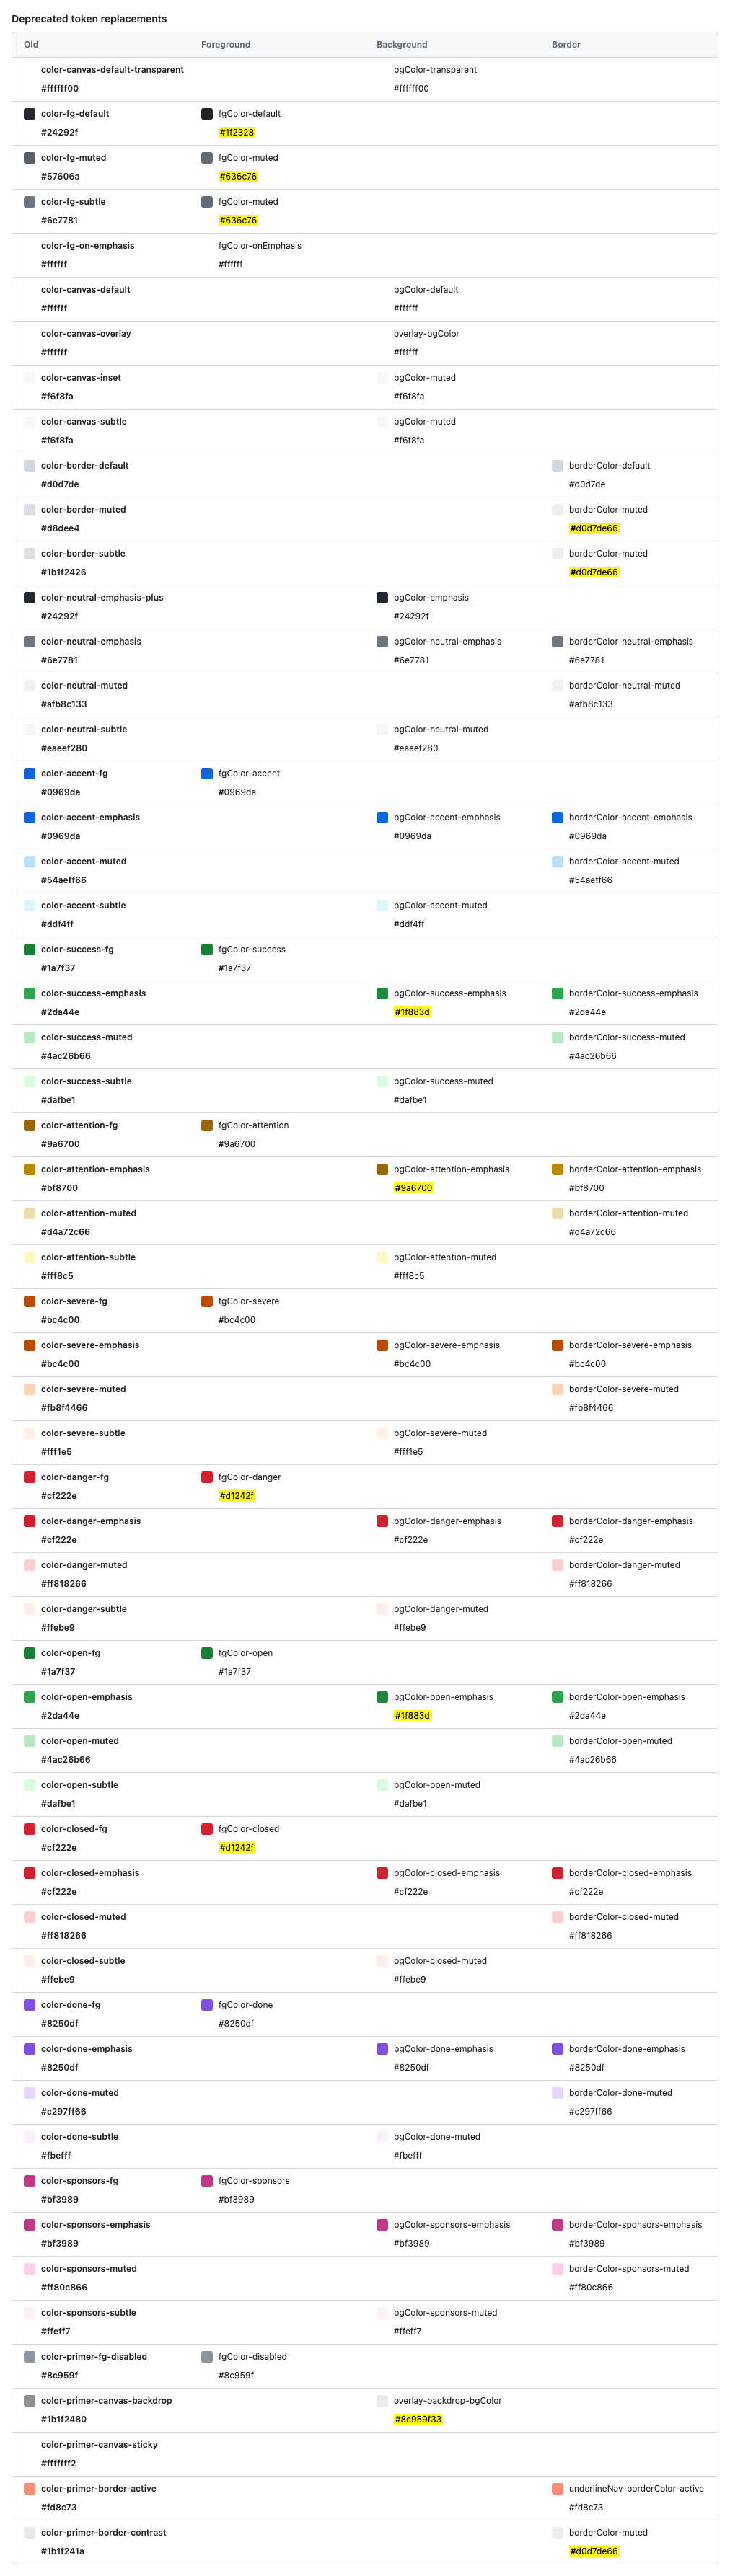 Deprecated token replacements
Old Foreground Background Border
color-canvas-default-transparent bgColor-transparent
#ffffff00 #ffffff00
color-fg-default fgColor-default
#24292f #1f2328
color-fg-muted fgColor-muted
#57606a #636c76
color-fg-subtle fgColor-muted
#6e7781 #636c76
color-fg-on-emphasis fgColor-onEmphasis
#ffffff #ffffff
color-canvas-default bgColor-default
#ffffff #ffffff
color-canvas-overlay overlay-bgColor
#ffffff #ffffff
color-canvas-inset bgColor-muted
#f6f8fa #f6f8fa
color-canvas-subtle bgColor-muted
#f6f8fa #f6f8fa
color-border-default borderColor-default
#d0d7de #d0d7de
color-border-muted borderColor-muted
#d8dee4 #d0d7de66
color-border-subtle borderColor-muted
#1b1f2426 #d0d7de66
color-neutral-emphasis-plus bgColor-emphasis
#24292f #24292f
color-neutral-emphasis bgColor-neutral-emphasis borderColor-neutral-emphasis
#6e7781 #6e7781 #6e7781
color-neutral-muted borderColor-neutral-muted
#afb8c133 #afb8c133
color-neutral-subtle bgColor-neutral-muted
#eaeef280 #eaeef280
color-accent-fg fgColor-accent
#0969da #0969da
color-accent-emphasis bgColor-accent-emphasis borderColor-accent-emphasis
#0969da #0969da #0969da
color-accent-muted borderColor-accent-muted
#54aeff66 #54aeff66
color-accent-subtle bgColor-accent-muted
#ddf4ff #ddf4ff
color-success-fg fgColor-success
#1a7f37 #1a7f37
color-success-emphasis bgColor-success-emphasis borderColor-success-emphasis
#2da44e #1f883d #2da44e
color-success-muted borderColor-success-muted
#4ac26b66 #4ac26b66
color-success-subtle bgColor-success-muted
#dafbe1 #dafbe1
color-attention-fg fgColor-attention
#9a6700 #9a6700
color-attention-emphasis bgColor-attention-emphasis borderColor-attention-emphasis
#bf8700 #9a6700 #bf8700
color-attention-muted borderColor-attention-muted
#d4a72c66 #d4a72c66
color-attention-subtle bgColor-attention-muted
#fff8c5 #fff8c5
color-severe-fg fgColor-severe
#bc4c00 #bc4c00
color-severe-emphasis bgColor-severe-emphasis borderColor-severe-emphasis
#bc4c00 #bc4c00 #bc4c00
color-severe-muted borderColor-severe-muted
#fb8f4466 #fb8f4466
color-severe-subtle bgColor-severe-muted
#fff1e5 #fff1e5
color-danger-fg fgColor-danger
#cf222e #d1242f
color-danger-emphasis bgColor-danger-emphasis borderColor-danger-emphasis
#cf222e #cf222e #cf222e
color-danger-muted borderColor-danger-muted
#ff818266 #ff818266
color-danger-subtle bgColor-danger-muted
#ffebe9 #ffebe9
color-open-fg fgColor-open
#1a7f37 #1a7f37
color-open-emphasis bgColor-open-emphasis borderColor-open-emphasis
#2da44e #1f883d #2da44e
color-open-muted borderColor-open-muted
#4ac26b66 #4ac26b66
color-open-subtle bgColor-open-muted
#dafbe1 #dafbe1
color-closed-fg fgColor-closed
#cf222e #d1242f
color-closed-emphasis bgColor-closed-emphasis borderColor-closed-emphasis
#cf222e #cf222e #cf222e
color-closed-muted borderColor-closed-muted
#ff818266 #ff818266
color-closed-subtle bgColor-closed-muted
#ffebe9 #ffebe9
color-done-fg fgColor-done
#8250df #8250df
color-done-emphasis bgColor-done-emphasis borderColor-done-emphasis
#8250df #8250df #8250df
color-done-muted borderColor-done-muted
#c297ff66 #c297ff66
color-done-subtle bgColor-done-muted
#fbefff #fbefff
color-sponsors-fg fgColor-sponsors
#bf3989 #bf3989
color-sponsors-emphasis bgColor-sponsors-emphasis borderColor-sponsors-emphasis
#bf3989 #bf3989 #bf3989
color-sponsors-muted borderColor-sponsors-muted
#ff80c866 #ff80c866
color-sponsors-subtle bgColor-sponsors-muted
#ffeff7 #ffeff7
color-primer-fg-disabled fgColor-disabled
#8c959f #8c959f
color-primer-canvas-backdrop overlay-backdrop-bgColor
#1b1f2480 #8c959f33
color-primer-canvas-sticky
#fffffff2
color-primer-border-active underlineNav-borderColor-active
#fd8c73 #fd8c73
color-primer-border-contrast borderColor-muted
#1b1f241a #d0d7de66